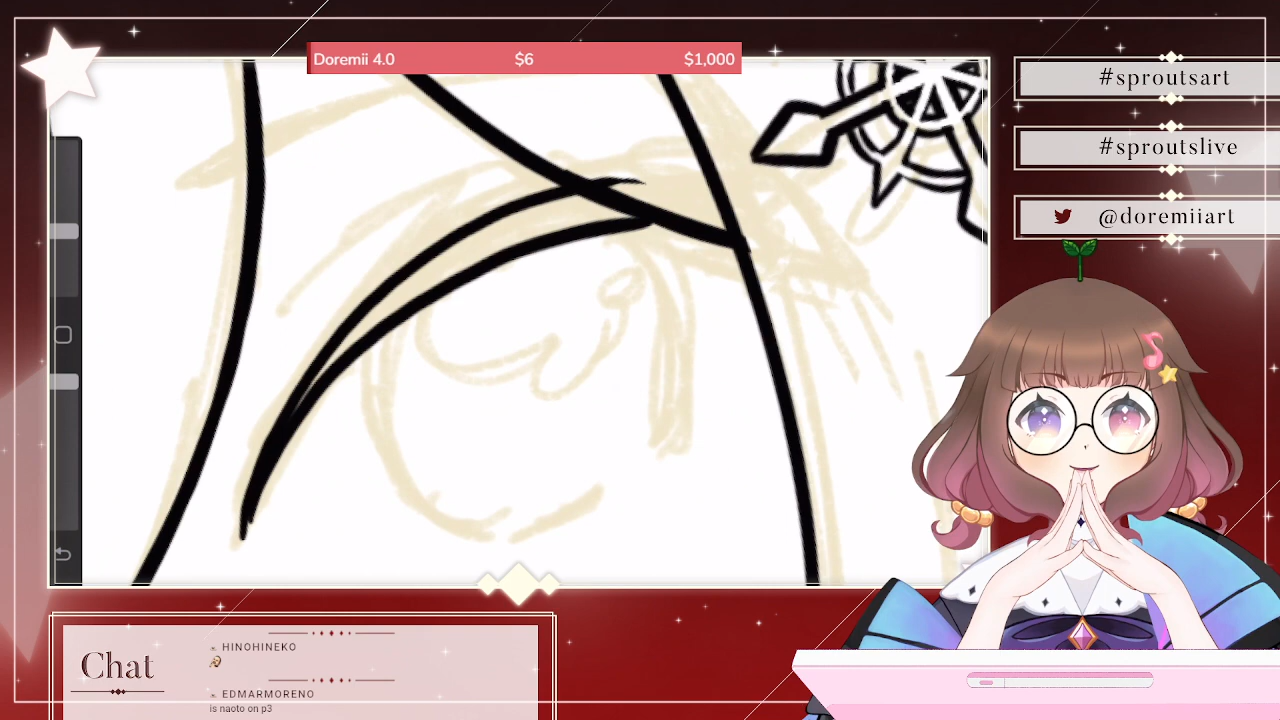 Doremii 4.0 $6 $1,000
#sproutsart
#sproutslive
@doremiiart
Chat
HINOHINEKO
EDMARMORENO
is naoto on p3